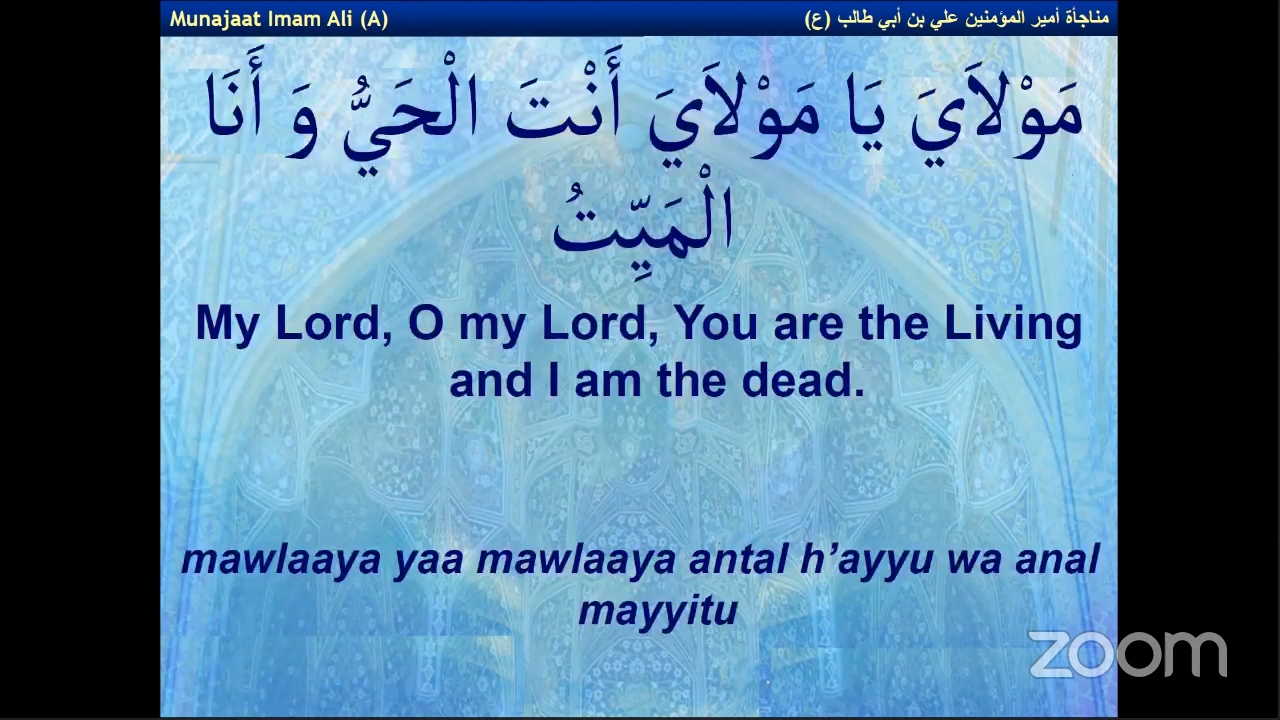 Munajaat Imam Ali (A)
مناجأة أمير المؤمنين علي بن أبي طالب (ع)
مَوْلاَيَ يَا مَوْلاَيَ أَنْتَ الْحَيُّ وَ أَنَا
الْمَيِّتُ
My Lord, O my Lord, You are the Living
and I am the dead.
mawlaaya yaa mawlaaya antal h’ayyu wa anal
mayyitu
zoom